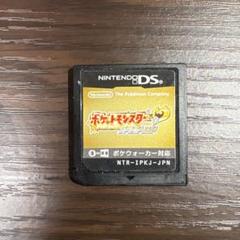 NINTENDO DS™
Nintendo
The Pokémon Company
ポケットモンスター
ポケウォーカー対応
NTR-IPKJ-JPN